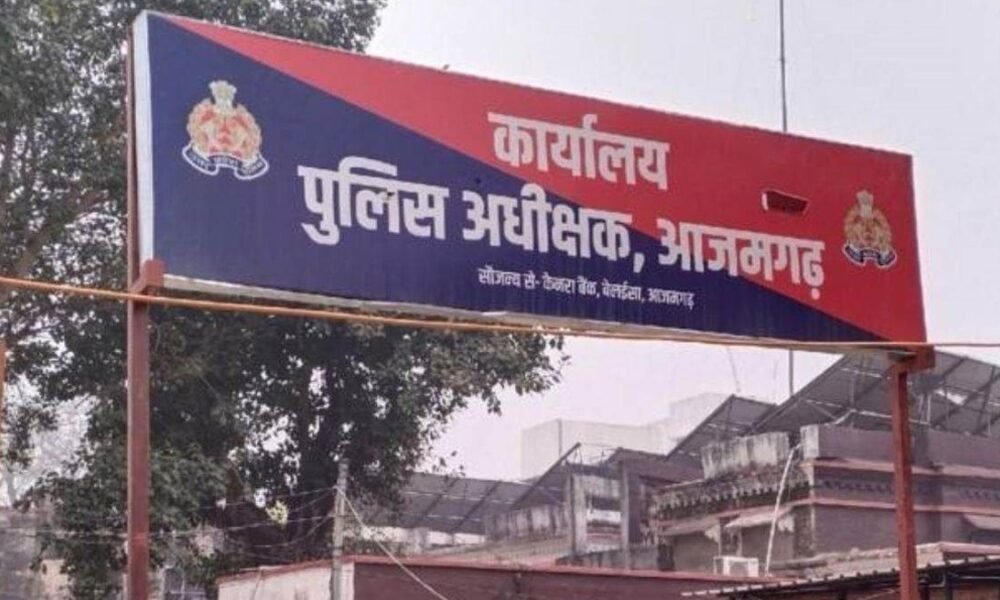 कार्यालय
पुलिस अधीक्षक, आजमगढ़
सौजन्य से- केनरा बैंक, बेलईसा, आजमगढ़